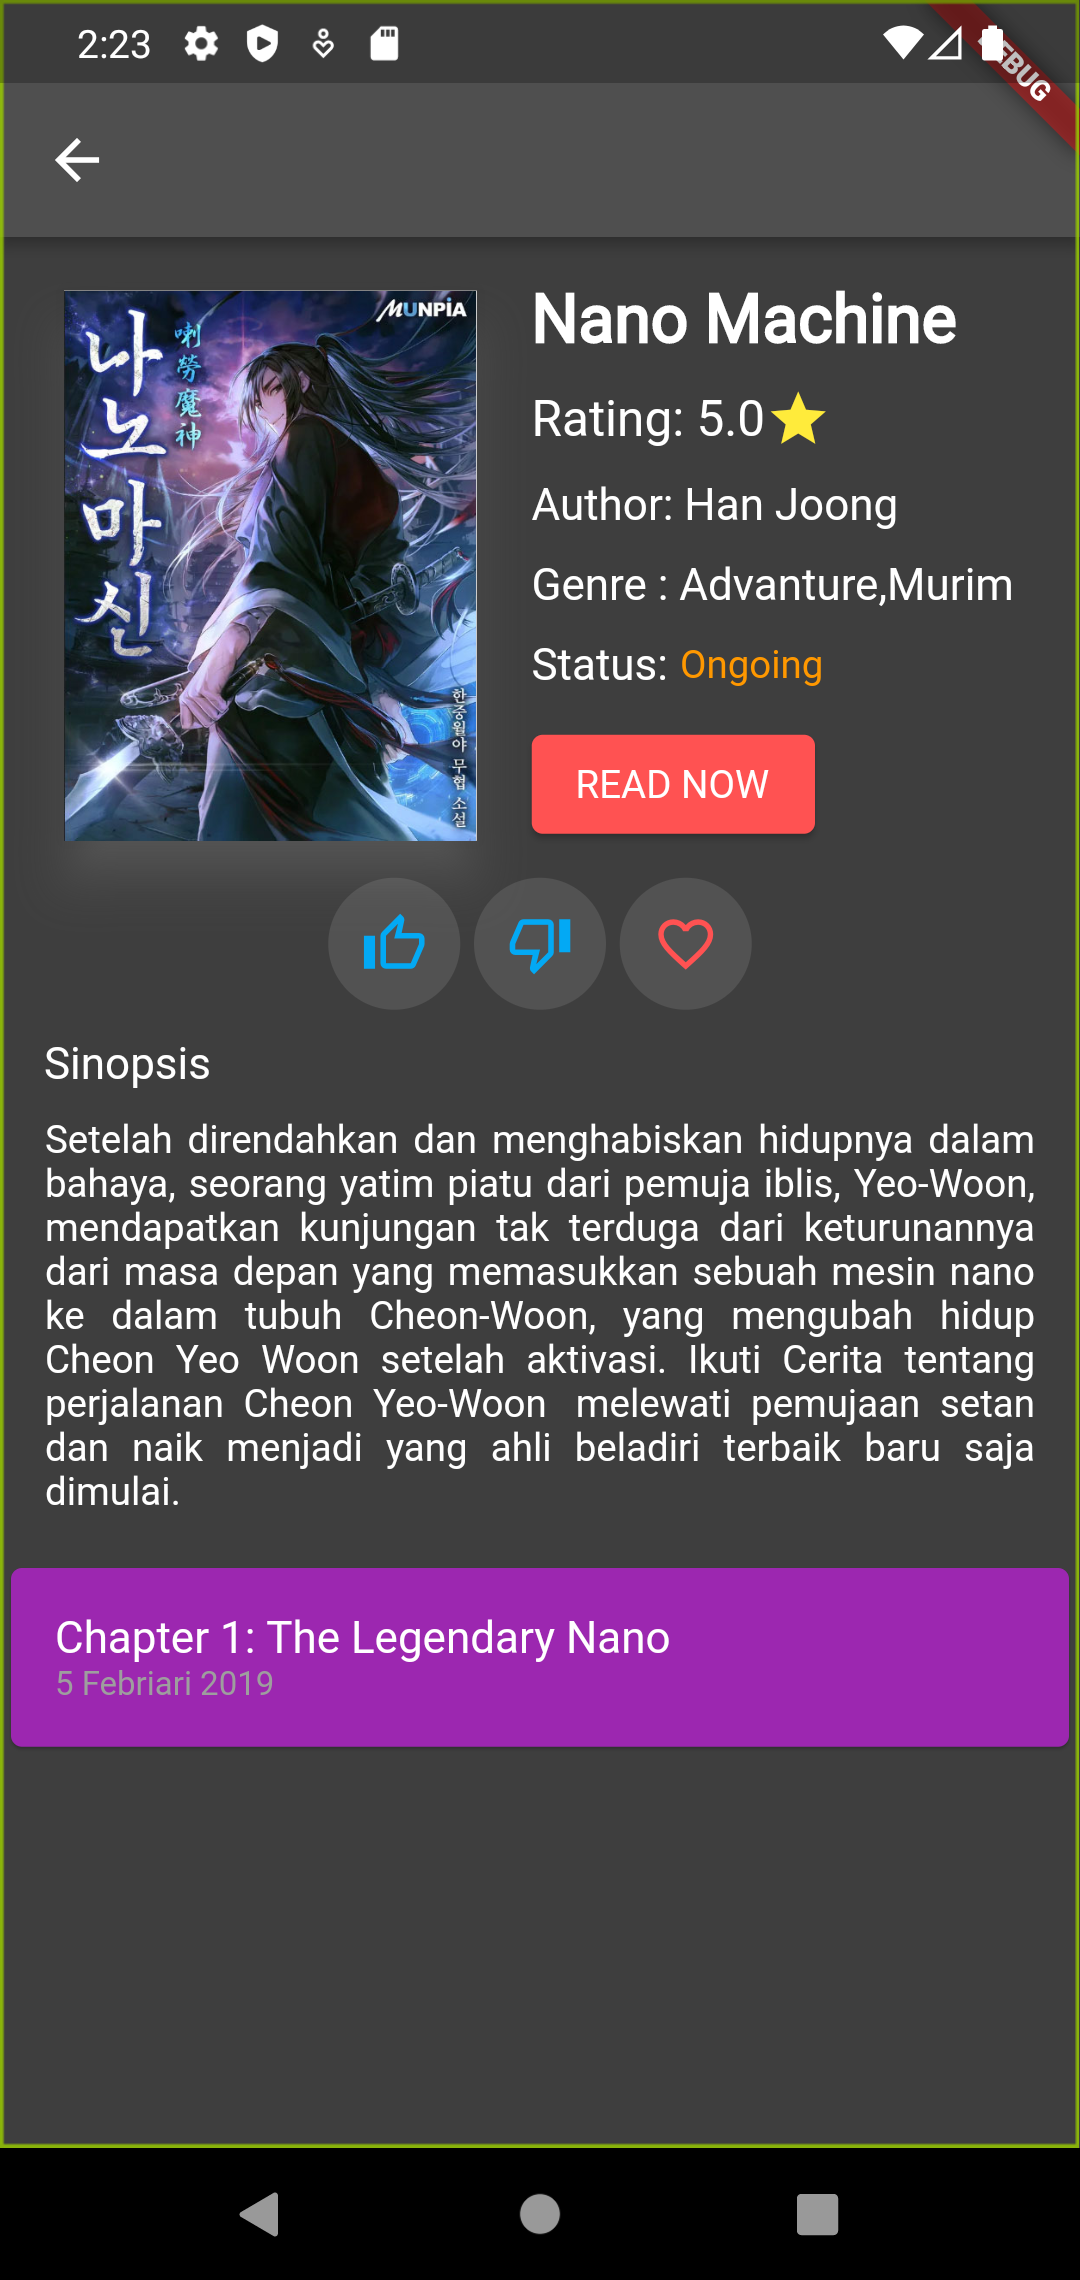 2:23
DEBUG
MUNPIA
나노마신
喇勞魔神
한중월야 무협 소설
Nano Machine
Rating: 5.0
Author: Han Joong
Genre : Advanture,Murim
Status: Ongoing
READ NOW
Sinopsis
Setelah direndahkan dan menghabiskan hidupnya dalam
bahaya, seorang yatim piatu dari pemuja iblis, Yeo-Woon,
mendapatkan kunjungan tak terduga dari keturunannya
dari masa depan yang memasukkan sebuah mesin nano
ke dalam tubuh Cheon-Woon, yang mengubah hidup
Cheon Yeo Woon setelah aktivasi. Ikuti Cerita tentang
perjalanan Cheon Yeo-Woon melewati pemujaan setan
dan naik menjadi yang ahli beladiri terbaik baru saja
dimulai.
Chapter 1: The Legendary Nano
5 Febriari 2019